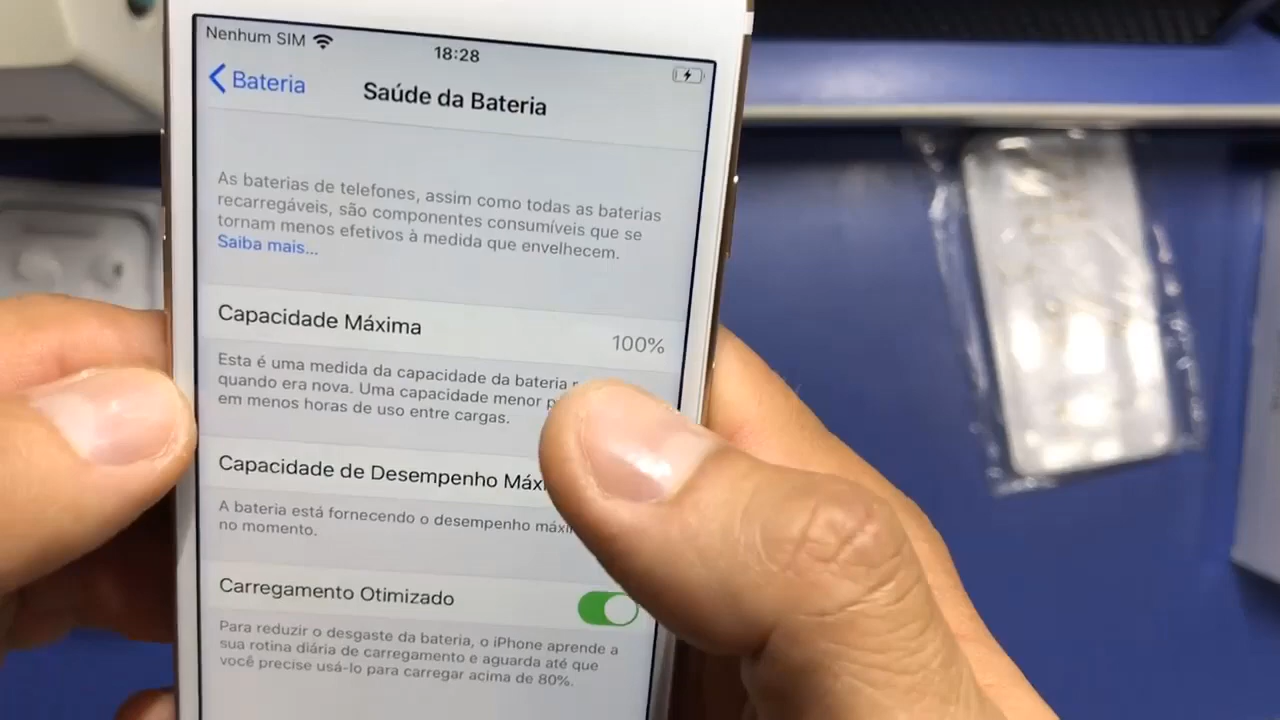 Nenhum SIM
18:28
Bateria
Saúde da Bateria
As baterias de telefones, assim como todas as baterias
recarregáveis, são componentes consumíveis que se
tornam menos efetivos à medida que envelhecem.
Saiba mais...
Capacidade Máxima
100%
Esta é uma medida da capacidade da bateria
quando era nova. Uma capacidade menor
em menos horas de uso entre cargas.
Capacidade de Desempenho
A bateria está fornecendo o desempenho
no momento.
Carregamento Otimizado
Para reduzir o desgaste da bateria, o iPhone aprende a
sua rotina diária de carregamento e aguarda até que
você precise usá-lo para carregar acima de 80%.